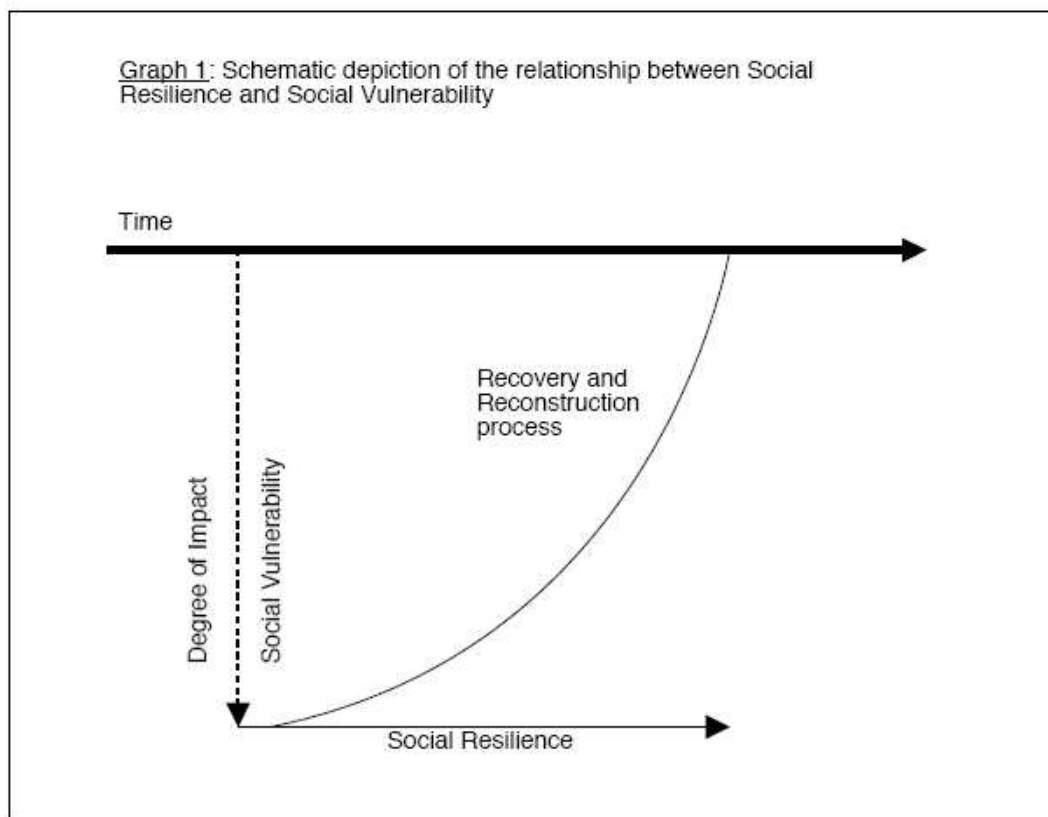 Graph 1: Schematic depiction of the relationship between Social
Resilience and Social Vulnerability
Time
Recovery and
Reconstruction
process
Degree of Impact
Social Vulnerability
Social Resilience